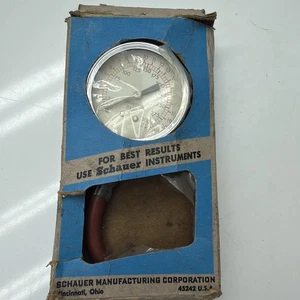 FOR BEST RESULTS
USE Schauer INSTRUMENTS
SCHAUER MANUFACTURING CORPORATION
Cincinnati, Ohio 45242 U.S.A.